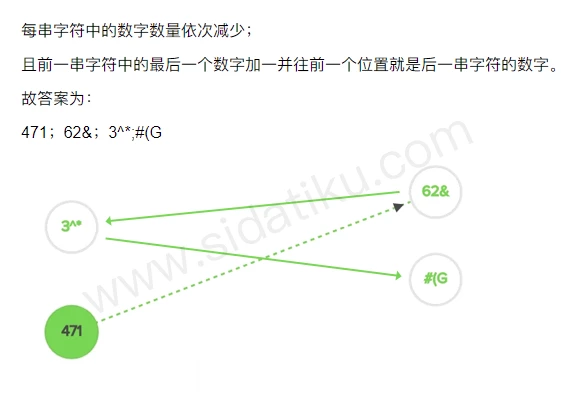 每串字符中的数字数量依次减少；
且前一串字符中的最后一个数字加一并往前一个位置就是后一串字符的数字。
故答案为：
471；62&；3^*;#(G
62&
3^*
#(G
471
www.sidatiku.com